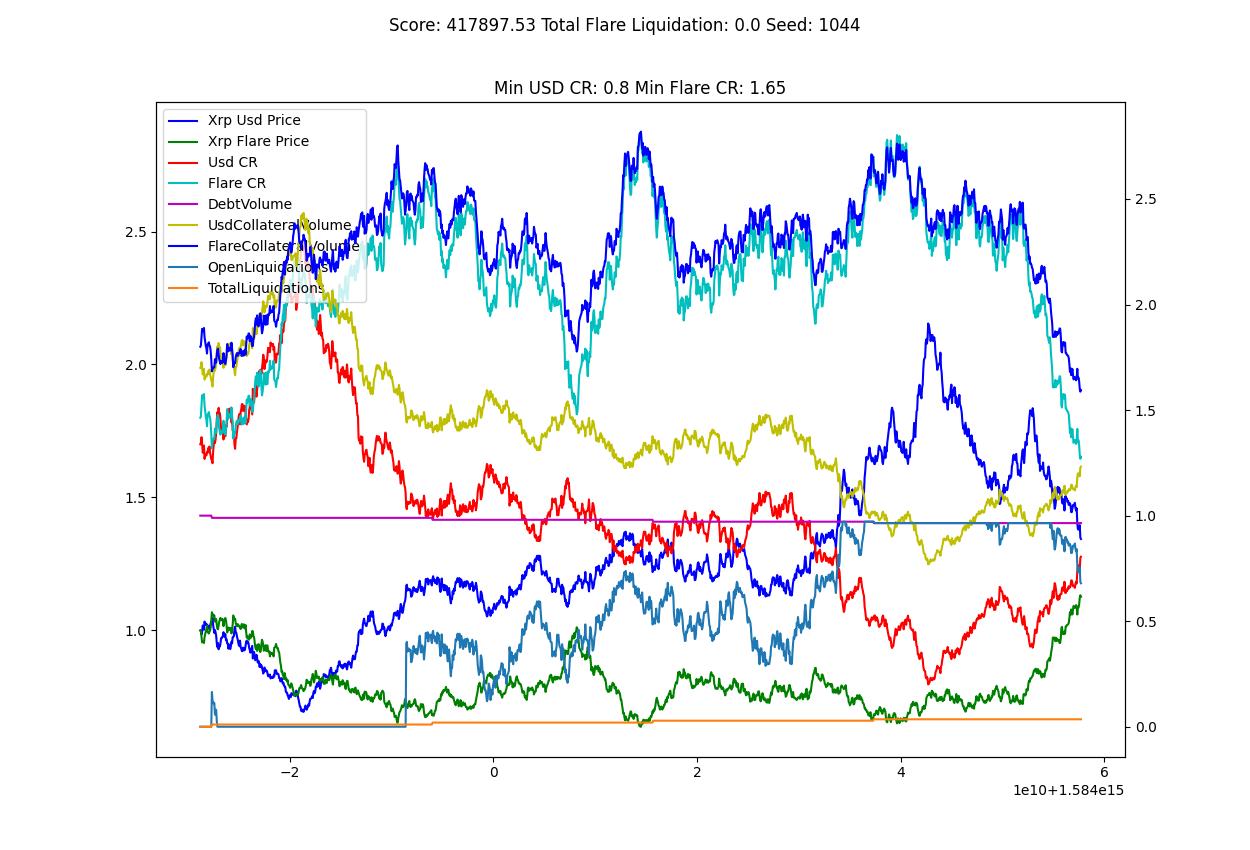 Score: 417897.53 Total Flare Liquidation: 0.0 Seed: 1044
Min USD CR: 0.8 Min Flare CR: 1.65
Xrp Usd Price
Xrp Flare Price
Usd CR
Flare CR
DebtVolume
UsdCollateralVolume
FlareCollateralVolume
OpenLiquidations
TotalLiquidations
2.5
2.0
1.5
1.0
2.5
2.0
1.5
1.0
0.5
0.0
−2
0
2
4
6
1e10+1.584e15